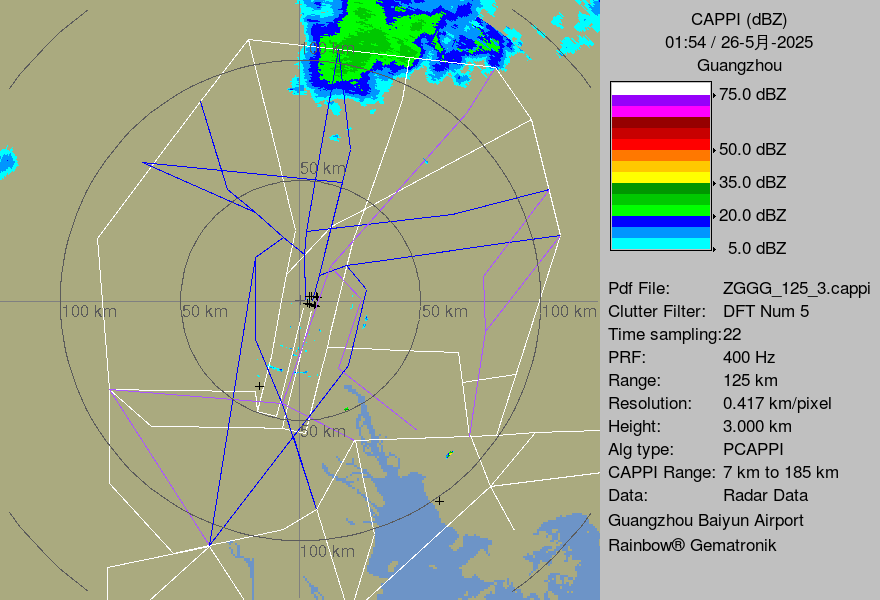 CAPPI (dBZ)
01:54 / 26-5月-2025
Guangzhou
75.0 dBZ
50.0 dBZ
35.0 dBZ
20.0 dBZ
5.0 dBZ
100 km
50 km
100 km
50 km
50 km
100 km
50 km
100 km
Pdf File: ZGGG_125_3.cappi
Clutter Filter: DFT Num 5
Time sampling:22
PRF: 400 Hz
Range: 125 km
Resolution: 0.417 km/pixel
Height: 3.000 km
Alg type: PCAPPI
CAPPI Range: 7 km to 185 km
Data: Radar Data
Guangzhou Baiyun Airport
Rainbow® Gematronik